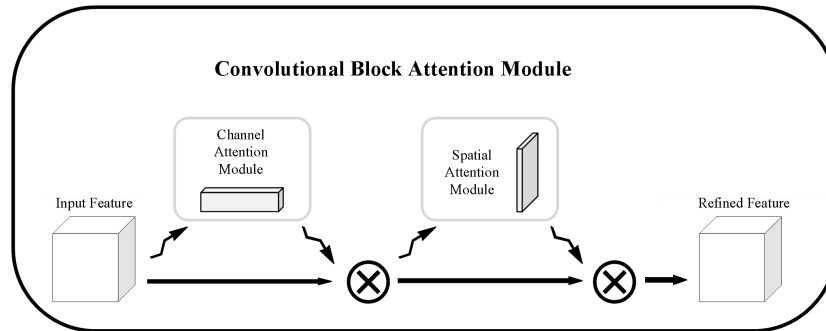 Convolutional Block Attention Module
Channel
Attention
Module
Spatial
Attention
Module
Input Feature
Refined Feature